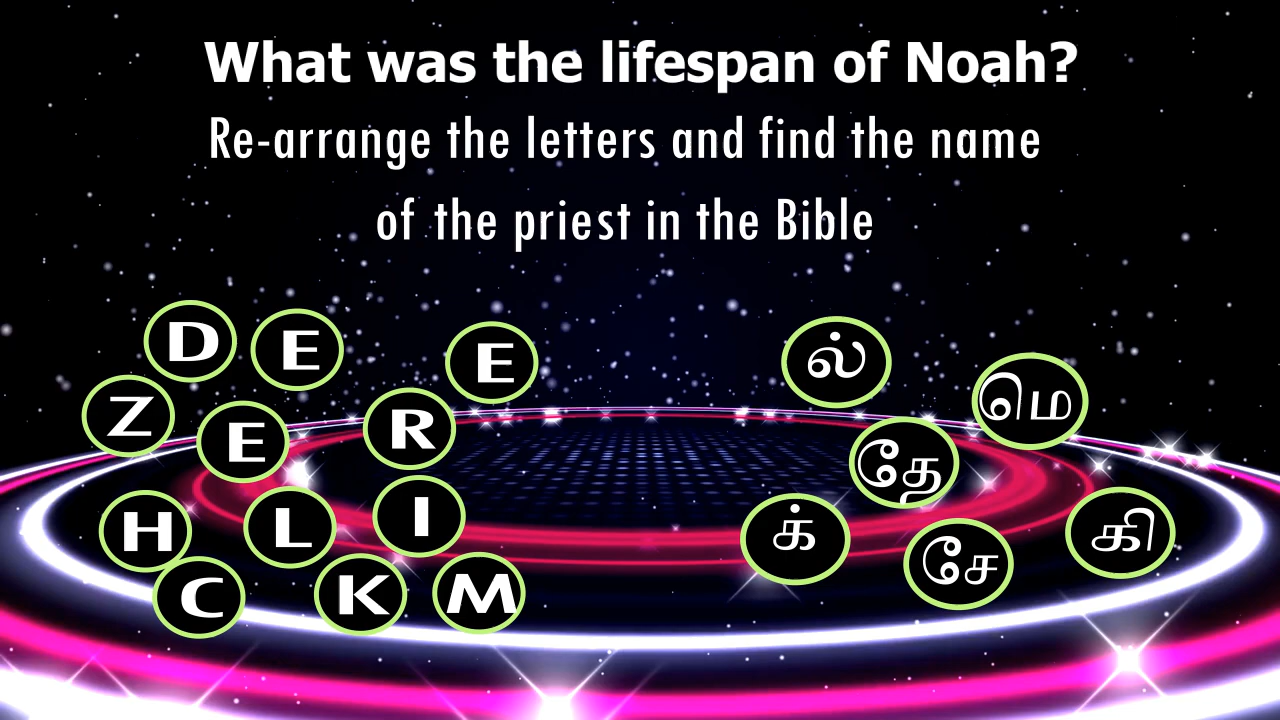 What was the lifespan of Noah?
Re-arrange the letters and find the name
of the priest in the Bible
D E E
Z E R
H L I
C K M
ல் மெ
தே
க் சே கி